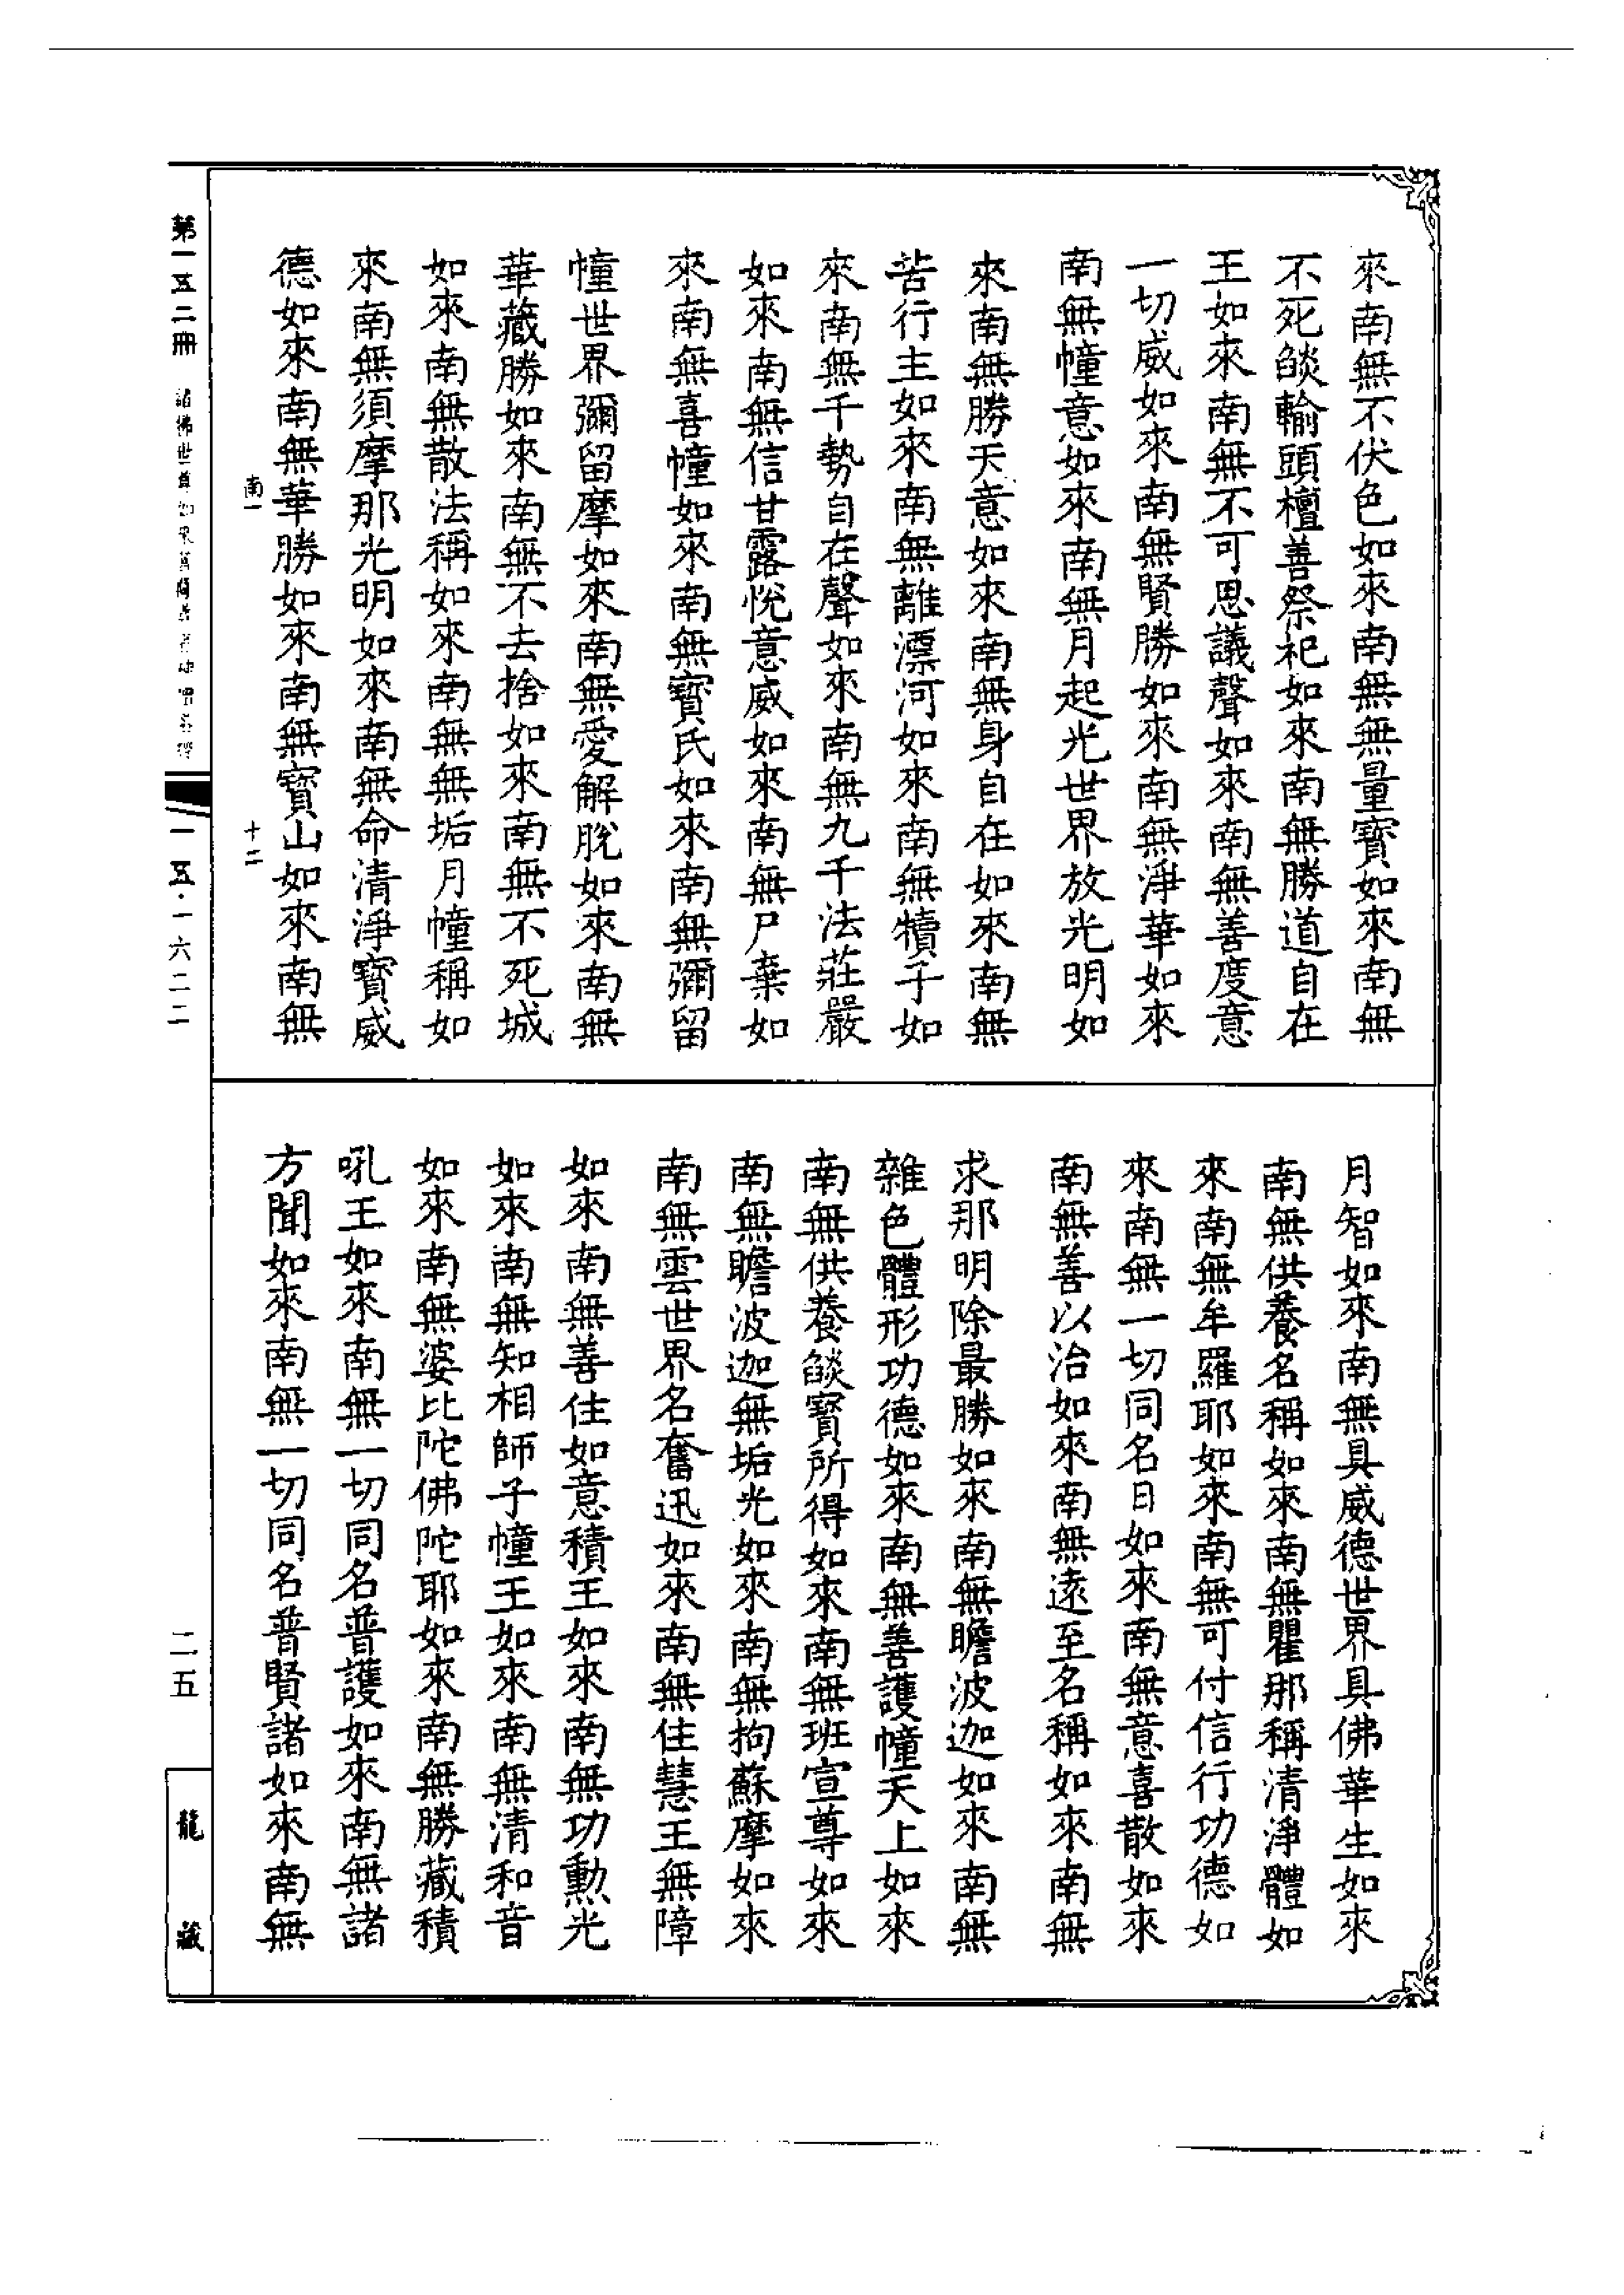 來南無不伏色如來南無無量寶如來南無
不死燄輸頭檀善祭祀如來南無勝道自在
王如來南無不可思議聲如來南無善度意
一切威如來南無賢勝如來南無淨華如來
南無幢意如來南無月起光世界放光明如
來南無勝天意如來南無身自在如來南無
苦行主如來南無離漂河如來南無犢子如
來南無千勢自在聲如來南無九千法莊嚴
如來南無信甘露悅意威如來南無尸棄如
來南無喜幢如來南無寳氏如來南無彌留
幢世界彌留摩如來南無愛解脫如來南無
華藏勝如來南無不去捨如來南無不死城
如來南無散法稱如來南無無垢月幢稱如
來南無須摩那光明如來南無命清淨寶威
德如來南無華勝如來南無寶山如來南無
南一
十二
月智如來南無具威德世界具佛華生如來
南無供養名稱如來南無瞿那稱清淨體如
來南無牟羅耶如來南無可付信行功德如
來南無一切同名日如來南無意喜散如來
南無善以治如來南無遠至名稱如來南無
求那明除最勝如來南無瞻波迦如來南無
雜色體形功德如來南無善護幢天上如來
南無供養燄寶所得如來南無班宣尊如來
南無瞻波迦無垢光如來南無拘蘇摩如來
南無雲世界名奮迅如來南無住慧王無障
如來南無善住如意積王如來南無功勲光
如來南無知相師子幢王如來南無清和音
如來南無婆比陀佛陀耶如來南無勝藏積
吼王如來南無一切同名普護如來南無諸
方聞如來南無一切同名普賢諸如來南無
第一五二冊
諸佛世尊如來菩薩尊者神僧名經
一五·一六二二
二五
龍藏